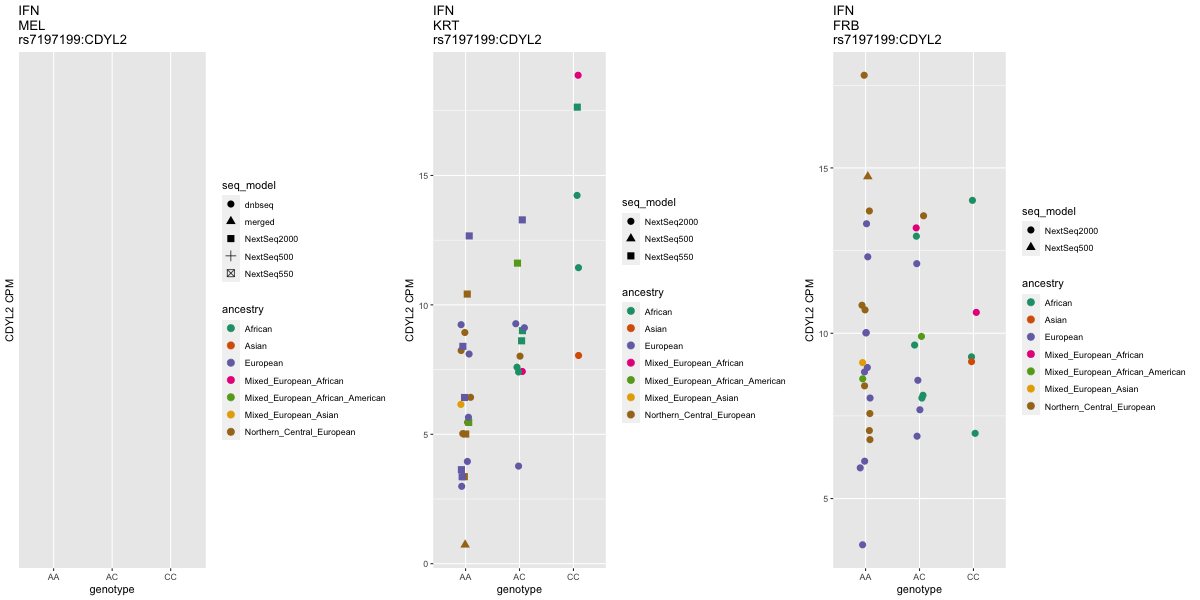 IFN
MEL
rs7197199:CDYL2
CDYL2 CPM
AA
AC
CC
genotype
seq_model
dnbseq
merged
NextSeq2000
NextSeq500
NextSeq550
ancestry
African
Asian
European
Mixed_European_African
Mixed_European_African_American
Mixed_European_Asian
Northern_Central_European
IFN
KRT
rs7197199:CDYL2
CDYL2 CPM
15
10
5
0
AA
AC
CC
genotype
seq_model
NextSeq2000
NextSeq500
NextSeq550
ancestry
African
Asian
European
Mixed_European_African
Mixed_European_African_American
Mixed_European_Asian
Northern_Central_European
IFN
FRB
rs7197199:CDYL2
CDYL2 CPM
15
10
5
AA
AC
CC
genotype
seq_model
NextSeq2000
NextSeq500
ancestry
African
Asian
European
Mixed_European_African
Mixed_European_African_American
Mixed_European_Asian
Northern_Central_European